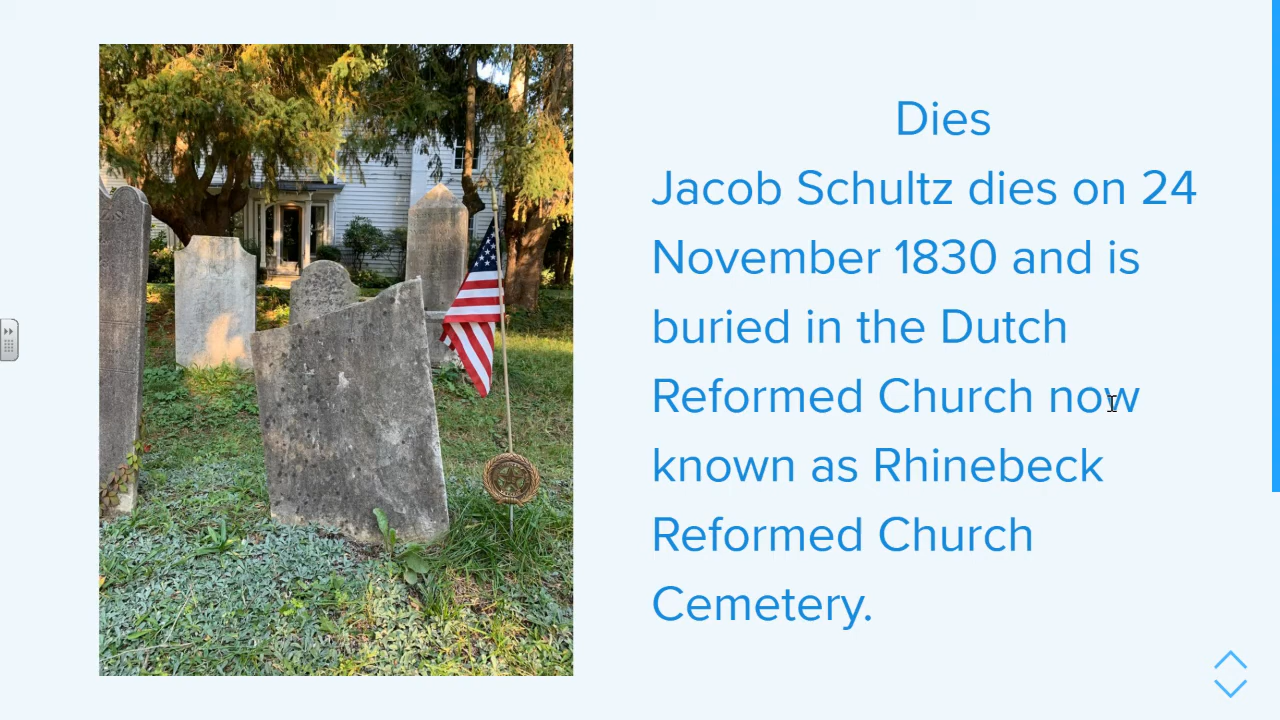 Dies
Jacob Schultz dies on 24
November 1830 and is
buried in the Dutch
Reformed Church now
known as Rhinebeck
Reformed Church
Cemetery.